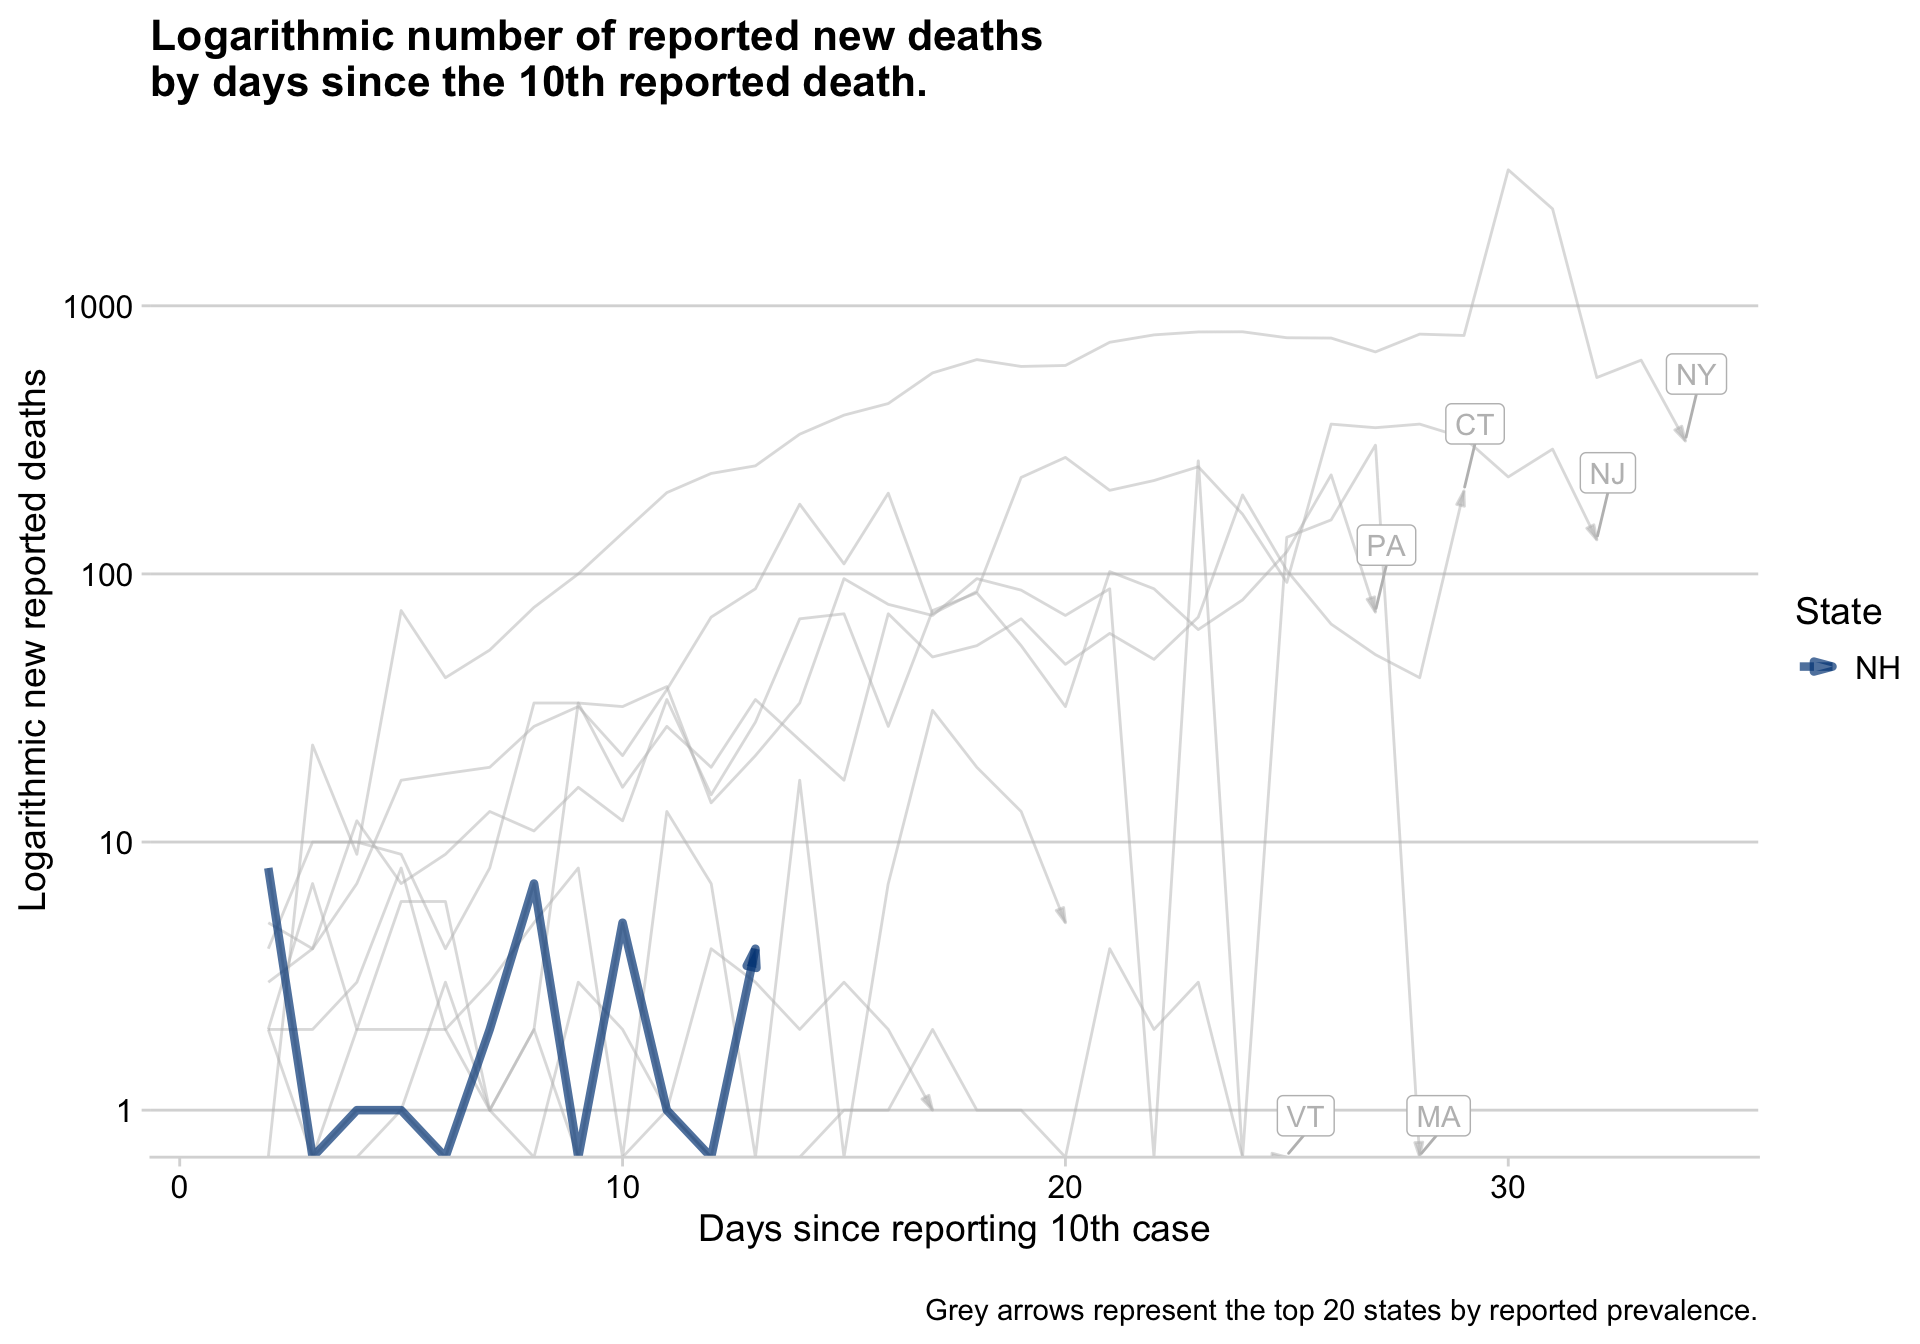 Logarithmic number of reported new deaths
by days since the 10th reported death.
Logarithmic new reported deaths
1000
100
10
1
NY
CT
NJ
PA
VT
MA
State
NH
0
10
20
30
Days since reporting 10th case
Grey arrows represent the top 20 states by reported prevalence.